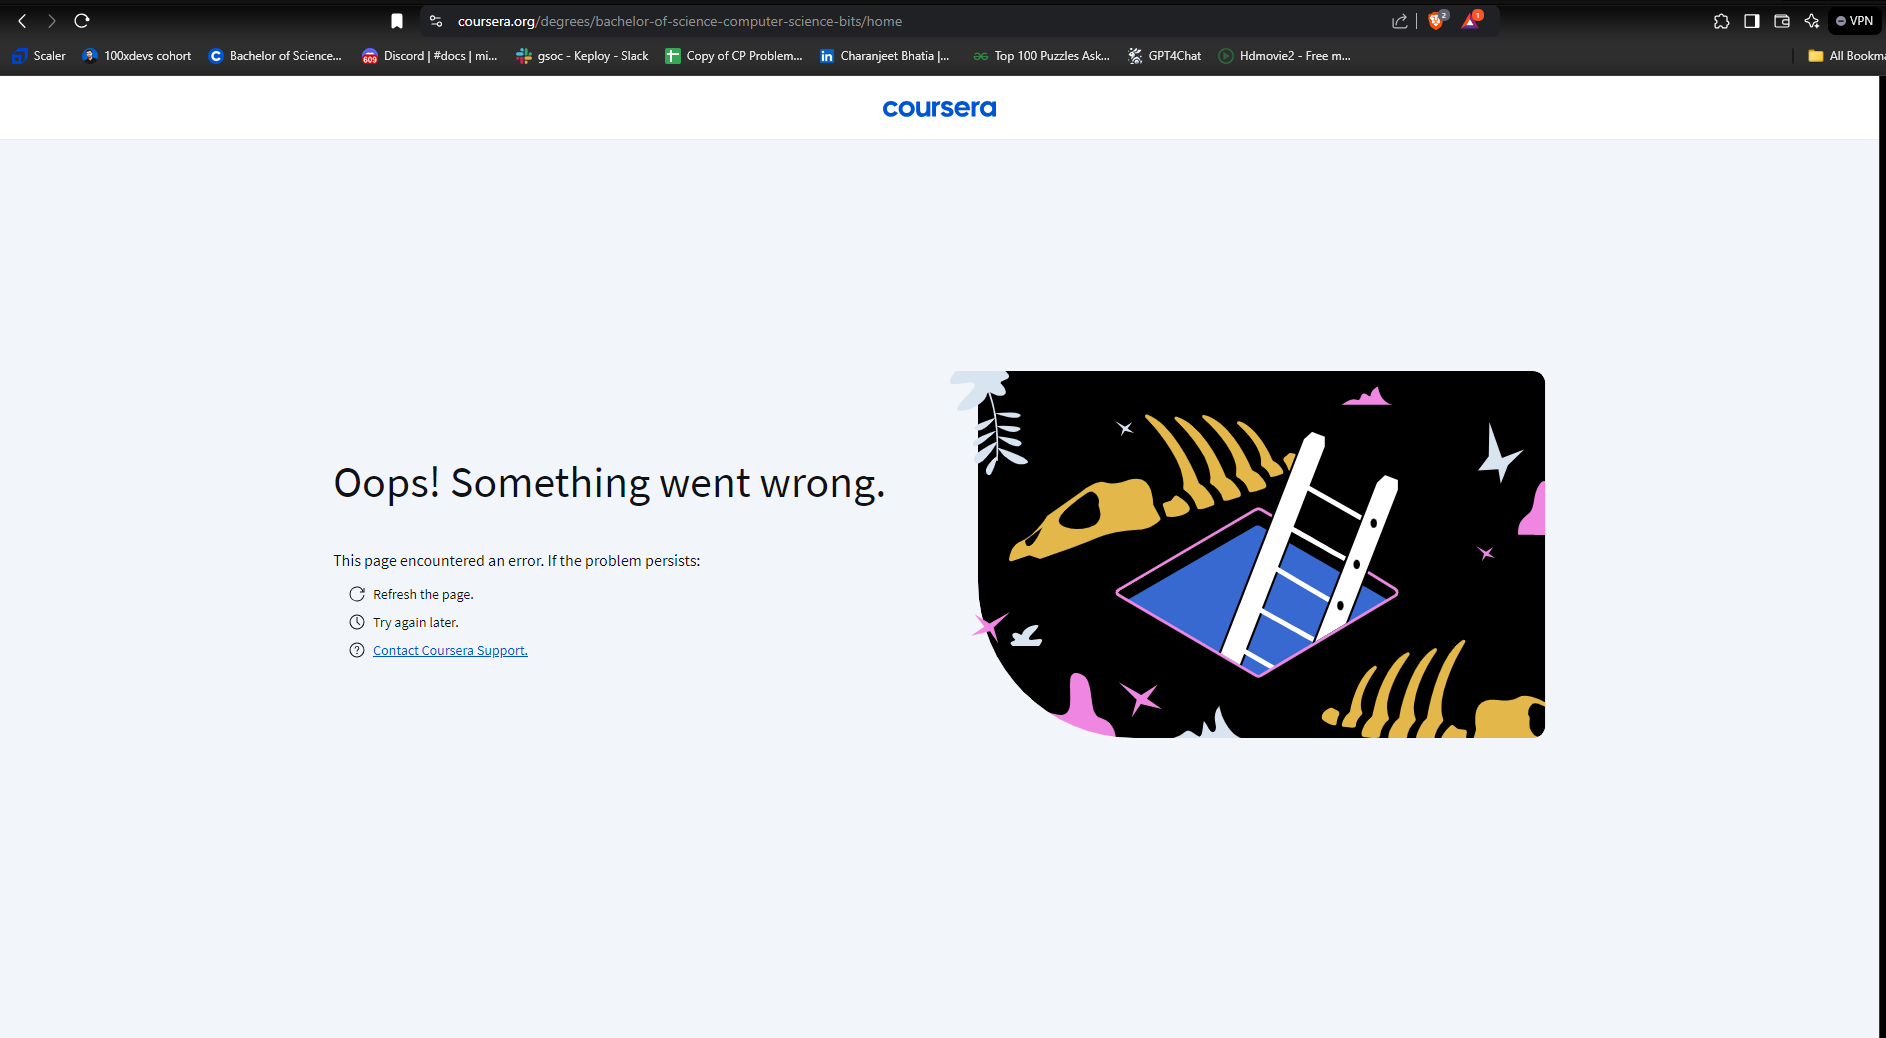 coursera.org/degrees/bachelor-of-science-computer-science-bits/home
2
1
VPN
Scaler
100xdevs cohort
Bachelor of Science...
Discord | #docs | mi...
gsoc - Keploy - Slack
Copy of CP Problem...
Charanjeet Bhatia |...
Top 100 Puzzles Ask...
GPT4Chat
Hdmovie2 - Free m...
All Bookma
coursera
Oops! Something went wrong.
This page encountered an error. If the problem persists:
Refresh the page.
Try again later.
Contact Coursera Support.